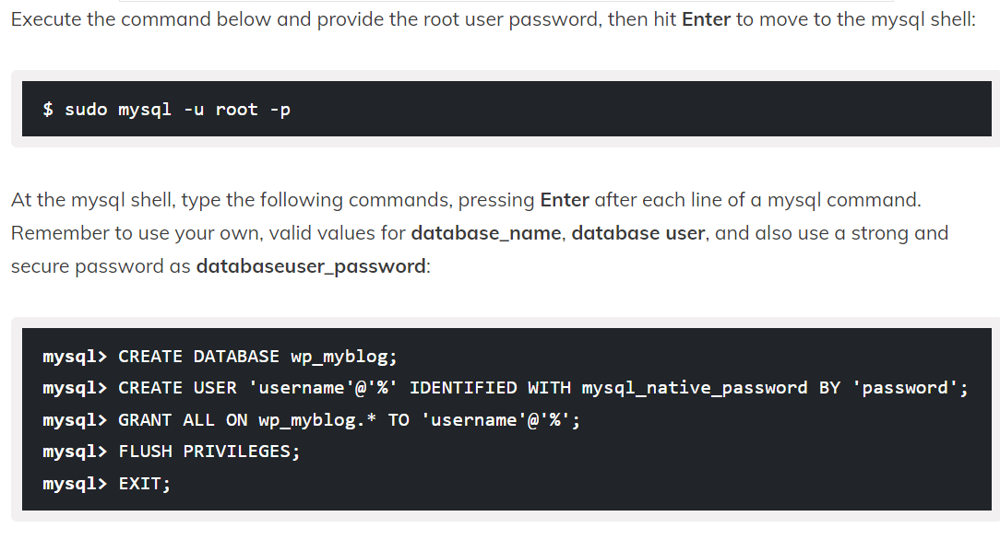 Execute the command below and provide the root user password, then hit Enter to move to the mysql shell:
$ sudo mysql -u root -p
At the mysql shell, type the following commands, pressing Enter after each line of a mysql command.
Remember to use your own, valid values for database_name, database user, and also use a strong and
secure password as databaseuser_password:
mysql> CREATE DATABASE wp_myblog;
mysql> CREATE USER 'username'@'%' IDENTIFIED WITH mysql_native_password BY 'password';
mysql> GRANT ALL ON wp_myblog.* TO 'username'@'%';
mysql> FLUSH PRIVILEGES;
mysql> EXIT;